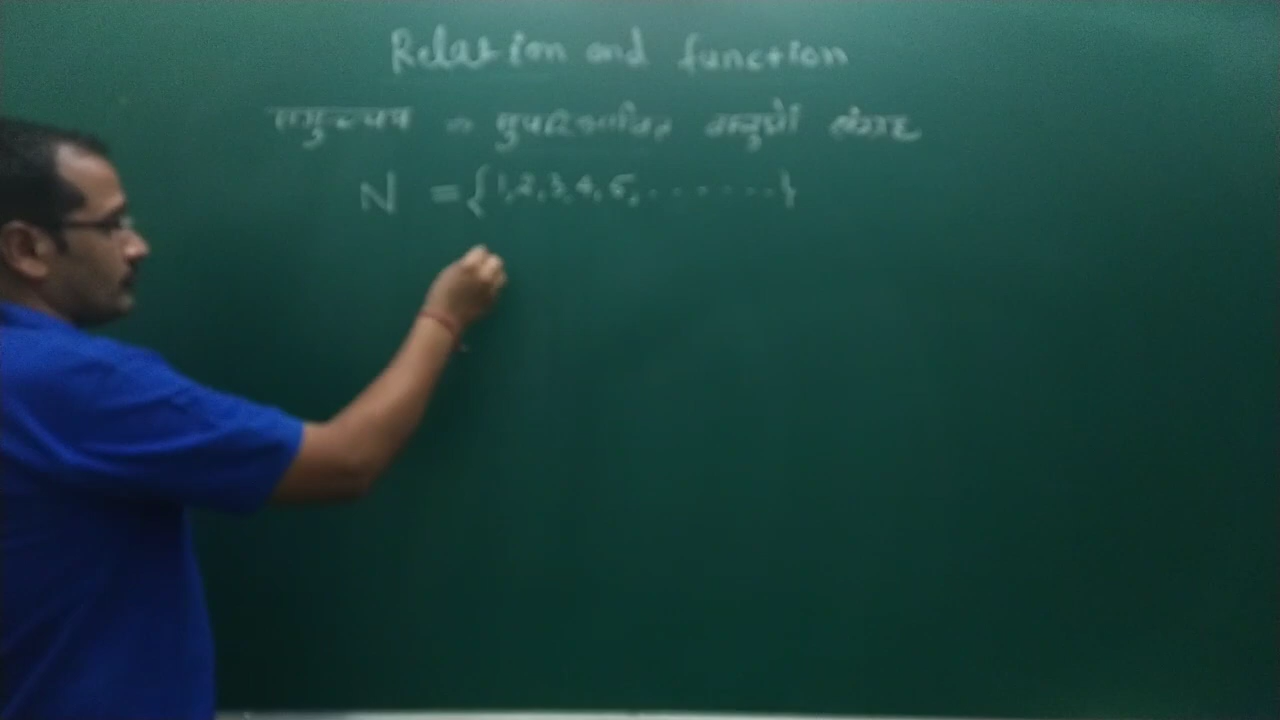 Relation and function
समुच्चय = सुपरिभाषित वस्तुओं संग्रह
N = {1,2,3,4,5, . . . . . . .}